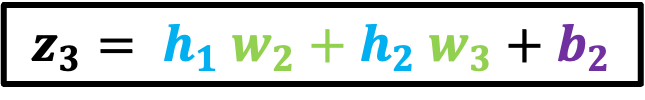 z₃ = h₁ w₂ + h₂ w₃ + b₂